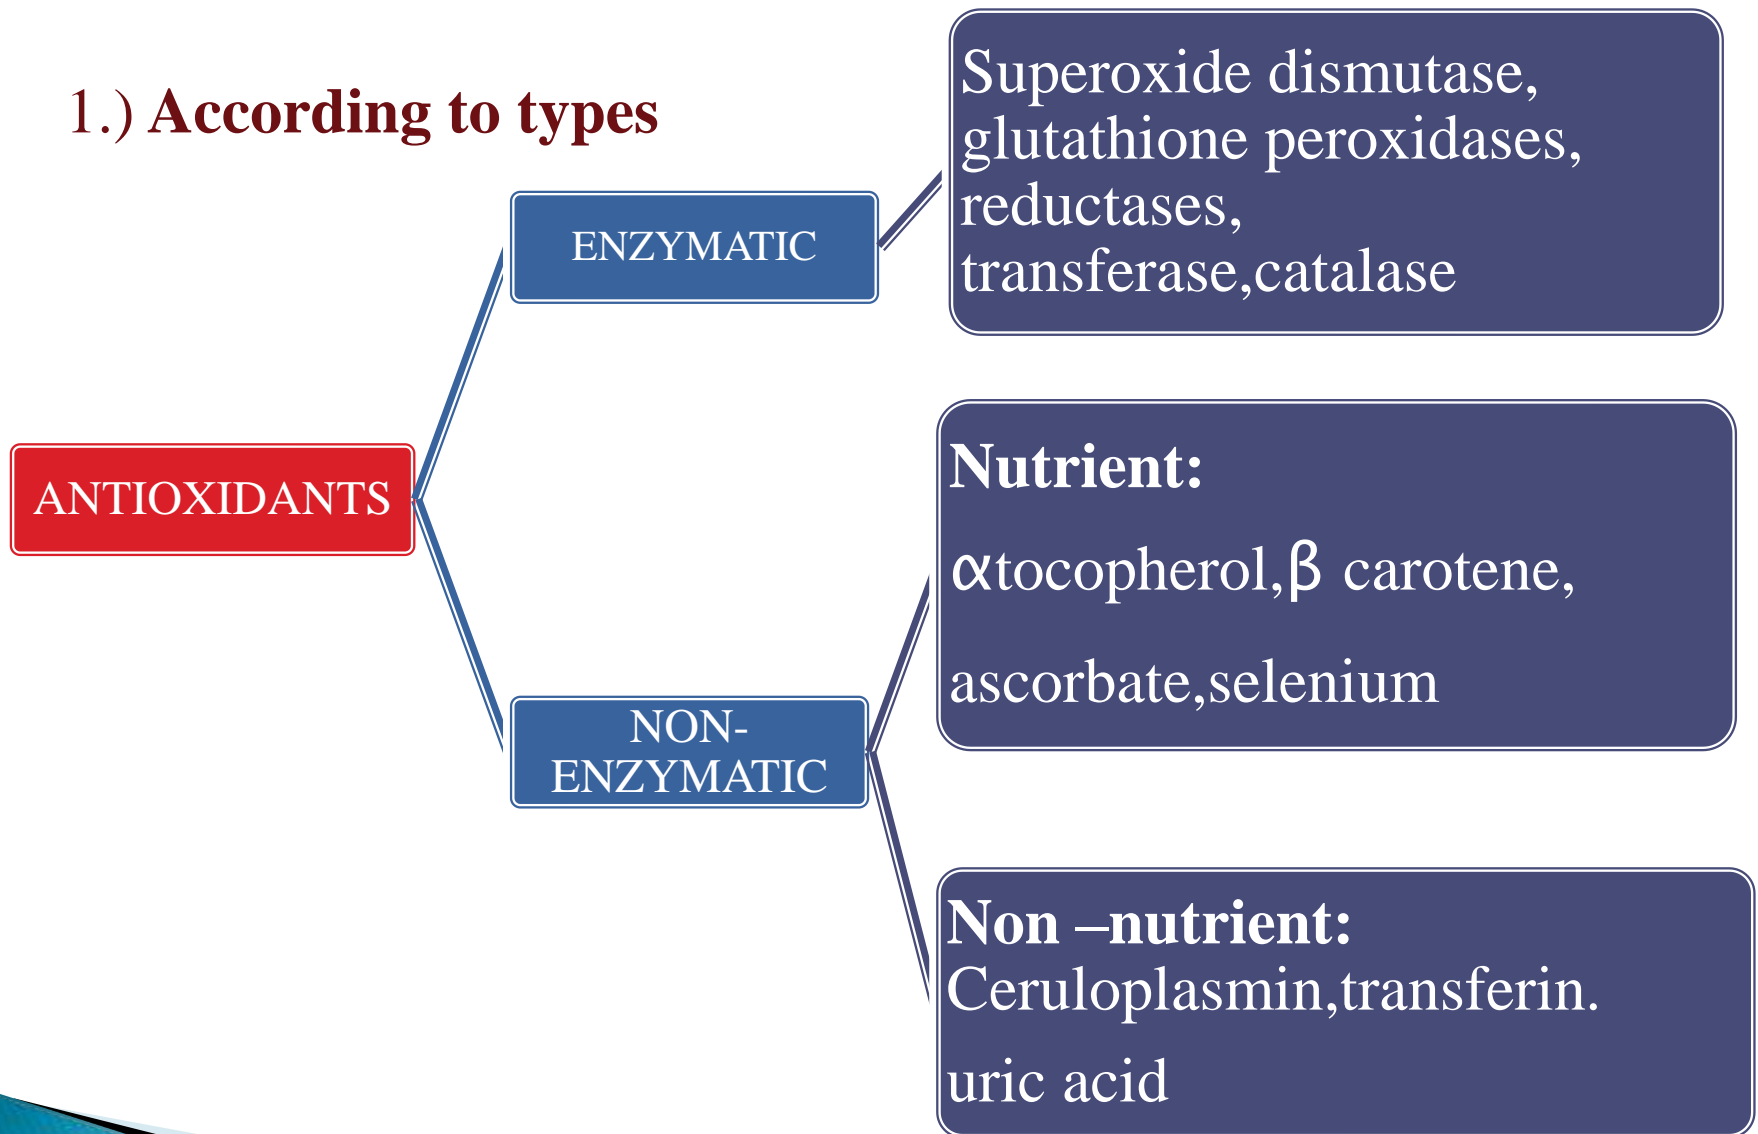 1.) According to types
ANTIOXIDANTS
ENZYMATIC
Superoxide dismutase,
glutathione peroxidases,
reductases,
transferase,catalase
NON-
ENZYMATIC
Nutrient:
αtocopherol,β carotene,
ascorbate,selenium
Non –nutrient:
Ceruloplasmin,transferin.
uric acid